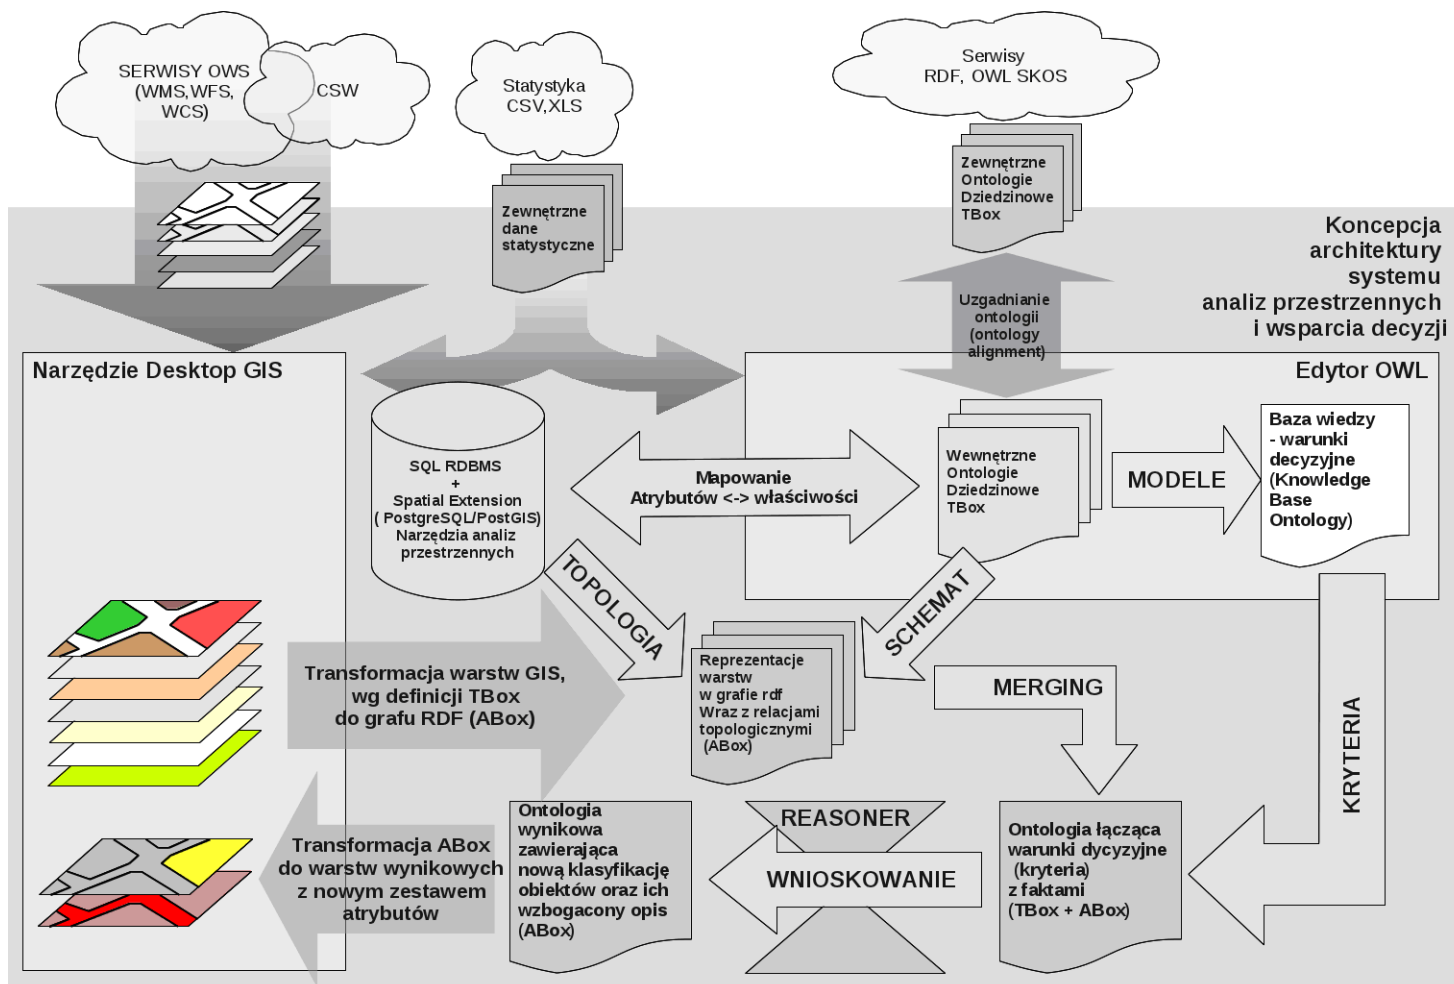 SERWISY OWS
(WMS,WFS,
WCS)
CSW
Statystyka
CSV,XLS
Serwisy
RDF, OWL SKOS
Zewnętrzne
dane
statystyczne
Zewnętrzne
Ontologie
Dziedzinowe
TBox
Koncepcja
architektury
systemu
analiz przestrzennych
i wsparcia decyzji
Uzgadnianie
ontologii
(ontology
alignment)
Narzędzie Desktop GIS
Edytor OWL
SQL RDBMS
+
Spatial Extension
( PostgreSQL/PostGIS)
Narzędzia analiz
przestrzennych
Mapowanie
Atrybutów <-> właściwości
Wewnętrzne
Ontologie
Dziedzinowe
TBox
MODELE
Baza wiedzy
- warunki
decyzyjne
(Knowledge
Base
Ontology)
TOPOLOGIA
SCHEMAT
Transformacja warstw GIS,
wg definicji TBox
do grafu RDF (ABox)
Reprezentacje
warstw
w grafie rdf
Wraz z relacjami
topologicznymi
(ABox)
MERGING
KRYTERIA
Transformacja ABox
do warstw wynikowych
z nowym zestawem
atrybutów
Ontologia
wynikowa
zawierająca
nową klasyfikację
obiektów oraz ich
wzbogacony opis
(ABox)
REASONER
WNIOSKOWANIE
Ontologia łącząca
warunki dycyzyjne
(kryteria)
z faktami
(TBox + ABox)